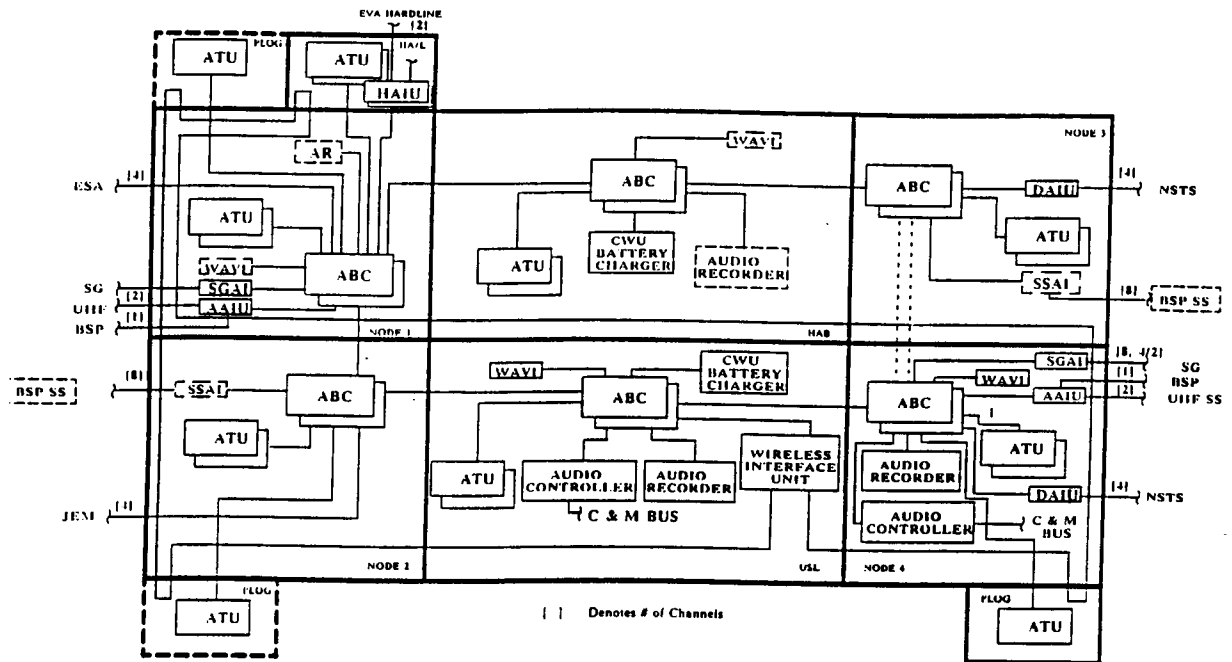 EVA HARDLINE
[2]
PLOG
ATU
ATU
HA/L
HAIU
NODE 3
AR
WAVI
ESA [4]
ABC
ABC
DAIU
[4] NSTS
ATU
WAVI
ABC
CWU
BATTERY
CHARGER
AUDIO
RECORDER
ATU
ATU
SG
SGAI
SSAI
UHF [2]
AAIU
[8] BSP SS
BSP [1]
NODE 1
HAB
[8]
BSP SS
SSAI
ABC
WAVI
CWU
BATTERY
CHARGER
ABC
SGAI
[8, 4/2] SG
WAVI
[1] BSP
ABC
AAIU
[2] UHF SS
ATU
ATU
AUDIO
CONTROLLER
AUDIO
RECORDER
WIRELESS
INTERFACE
UNIT
AUDIO
RECORDER
ATU
DAIU
[4] NSTS
C & M BUS
AUDIO
CONTROLLER
C & M
BUS
JEM
NODE 2
USL
NODE 4
PLOG
ATU
[ ] Denotes # of Channels
PLOG
ATU